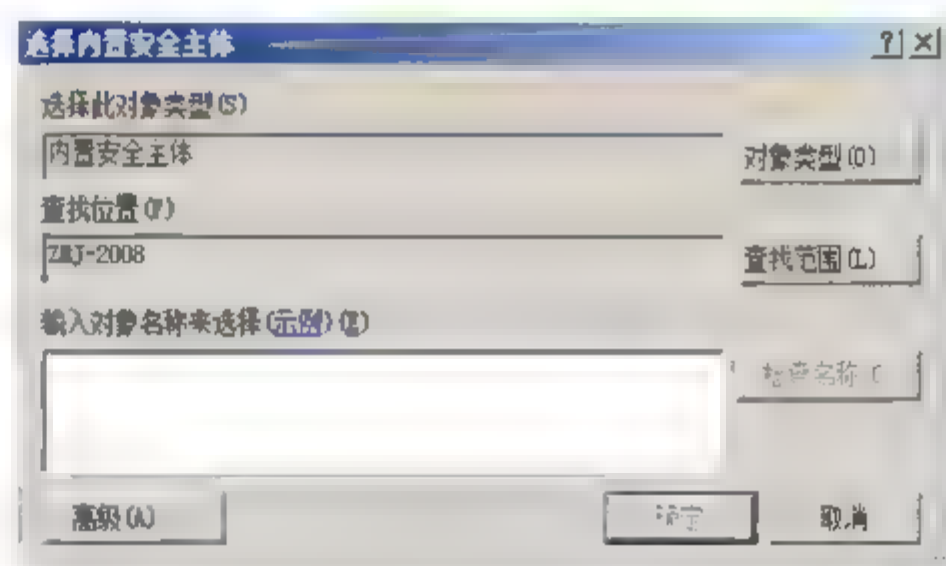 选择内置安全主体
选择此对象类型(S)
内置安全主体
对象类型(O)
查找位置(F)
ZMJ-2008
查找范围(L)
输入对象名称来选择(示例)(E)
检查名称(C
高级(A)
确定
取消